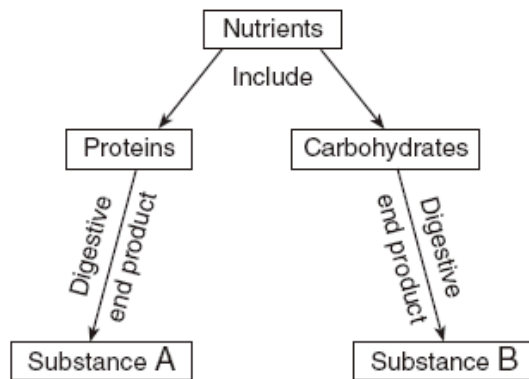 Nutrients
Include
Proteins
Carbohydrates
Digestive
end product
Digestive
end product
Substance A
Substance B